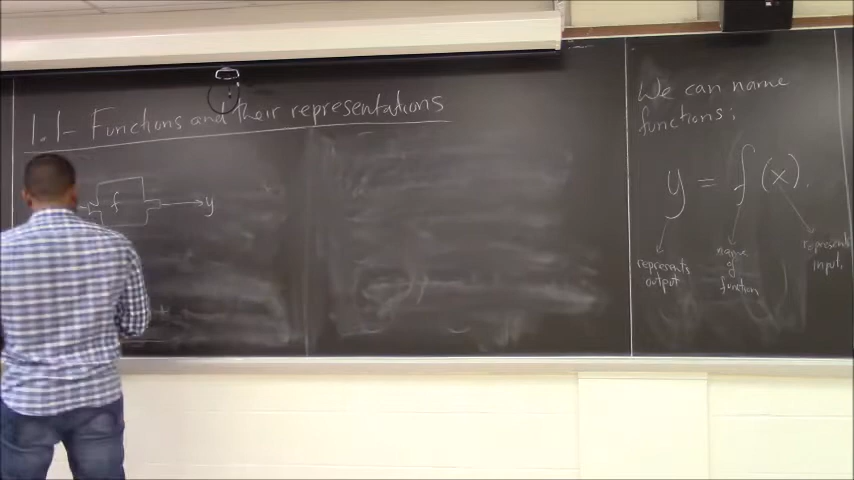 1.1- Functions and their representations
f
y
We can name
functions;
y = f(x).
represents
output
name
of
function
represents
input,